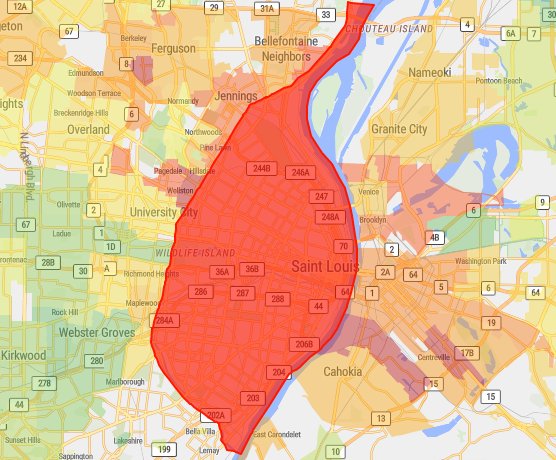 12A
27
29
31A
33
CHOUTEAU ISLAND
4
30
67
Berkeley
Ferguson
Bellefontaine
Neighbors
6A
7
234
8
Edmundson
Nameoki
Woodson Terrace
Pontoon Beach
Normandy
Jennings
Breckenridge Hills
6
Overland
Northwoods
Granite City
Pine Lawn
N Lindbergh Blvd
4
Pagedale
Hillsdale
244B
246A
Wellston
Venice
247
9
Olivette
2
University City
248A
6
67
Brooklyn
Ladue
1
1D
70
2
4B
WILDLIFE ISLAND
28B
30
A
Richmond Heights
36A
36B
Saint Louis
2A
64
Washington Park
286
287
288
64
1
5
6
64
Maplewood
44
Rock Hill
284A
19
Webster Groves
206B
Kirkwood
280
Centreville
17B
278
Marlborough
204
Cahokia
15
44
203
15
202A
13
Bella Villa
East Carondelet
Sunset Hills
Lakeshire
199
Lemay
10
Sappington